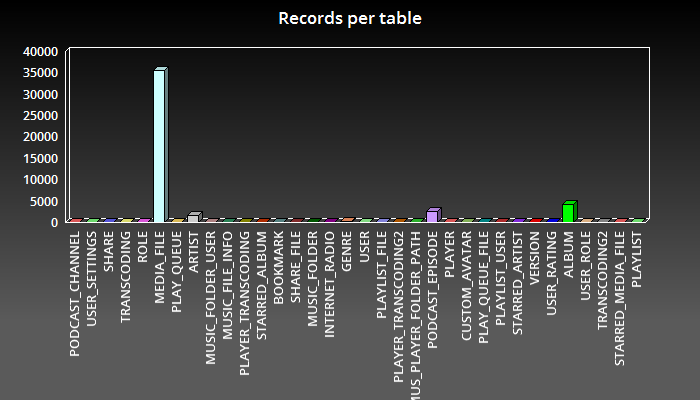 Records per table
40000
35000
30000
25000
20000
15000
10000
5000
0
PODCAST_CHANNEL
USER_SETTINGS
SHARE
TRANSCODING
ROLE
MEDIA_FILE
PLAY_QUEUE
ARTIST
MUSIC_FOLDER_USER
MUSIC_FILE_INFO
PLAYER_TRANSCODING
STARRED_ALBUM
BOOKMARK
SHARE_FILE
MUSIC_FOLDER
INTERNET_RADIO
GENRE
USER
PLAYLIST_FILE
PLAYER_TRANSCODING2
MUS_PLAYER_FOLDER_PATH
PODCAST_EPISODE
PLAYER
CUSTOM_AVATAR
PLAY_QUEUE_FILE
PLAYLIST_USER
STARRED_ARTIST
VERSION
USER_RATING
ALBUM
USER_ROLE
TRANSCODING2
STARRED_MEDIA_FILE
PLAYLIST